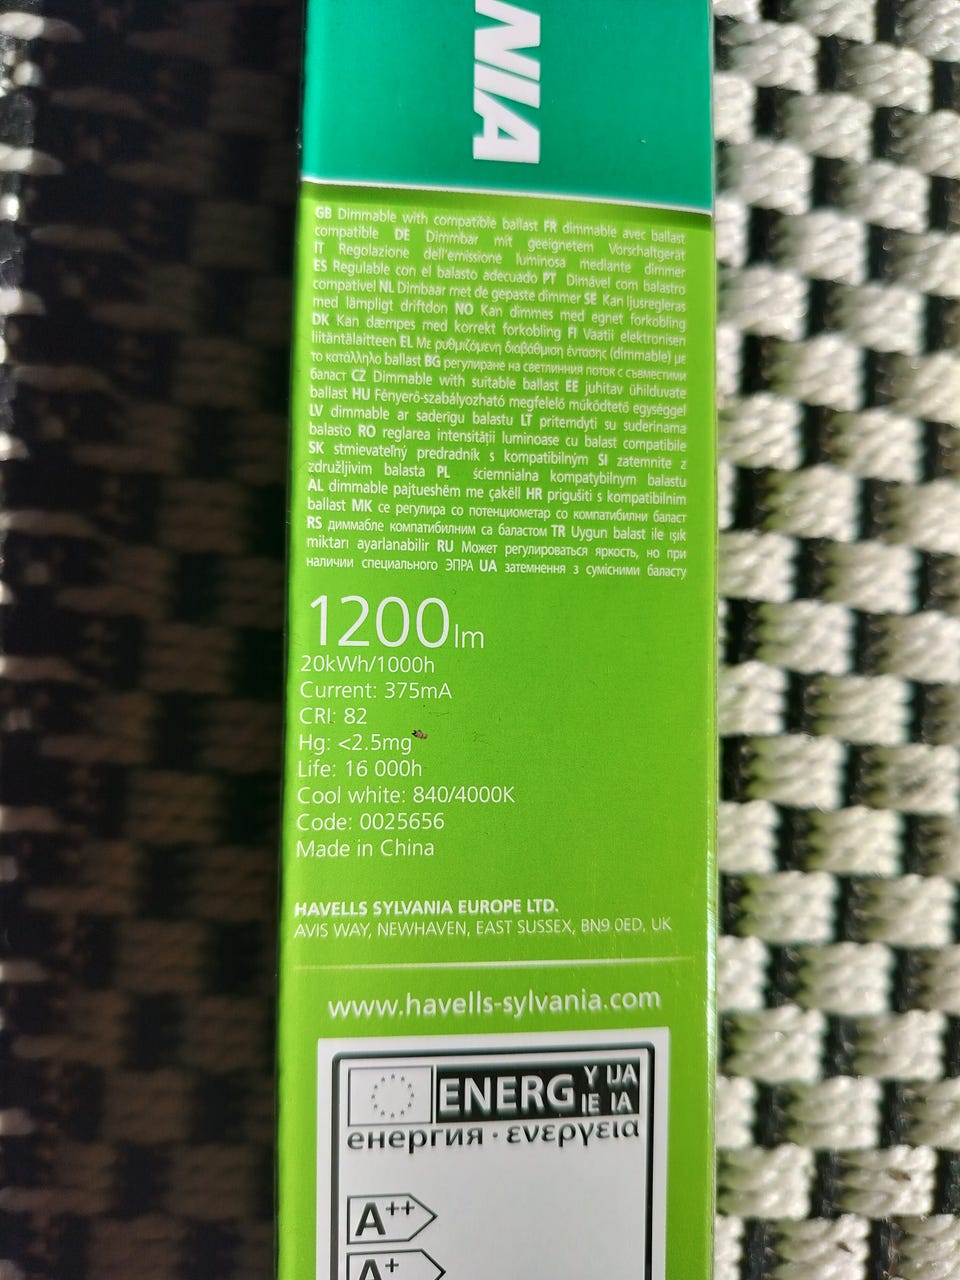 NIA
GB Dimmable with compatible ballast FR dimmable avec ballast
compatible DE Dimmbar mit geeignetem Vorschaltgerät
IT Regolazione dell'emissione luminosa mediante dimmer
ES Regulable con el balasto adecuado PT Dimável com balastro
compatível NL Dimbaar met de gepaste dimmer SE Kan ljusregleras
med lämpligt driftdon NO Kan dimmes med egnet forkobling
DK Kan dæmpes med korrekt forkobling FI Vaatii elektronisen
liitäntälaitteen EL Με ρυθμιζόμενη διαβάθμιση έντασης (dimmable) με
το κατάλληλο ballast BG регулиране на светлинния поток с съвместими
баласт CZ Dimmable with suitable ballast EE juhitav ühilduvate
ballast HU Fényerő-szabályozható megfelelő működtető egységgel
LV dimmable ar saderīgu balastu LT pritemdyti su suderinama
balasto RO reglarea intensității luminoase cu balast compatibile
SK stmievateľný predradník s kompatibilným SI zatemnite z
združljivim balasta PL ściemnialna kompatybilnym balastu
AL dimmable pajtueshëm me çakëll HR prigušiti s kompatibilnim
ballast MK се регулира со потенциометар со компатибилни баласт
RS диммабле компатибилним са баластом TR Uygun balast ile ışık
miktarı ayarlanabilir RU Может регулироваться яркость, но при
наличии специального ЭПРА UA затемнення з сумісними баласту
1200lm
20kWh/1000h
Current: 375mA
CRI: 82
Hg: <2.5mg
Life: 16 000h
Cool white: 840/4000K
Code: 0025656
Made in China
HAVELLS SYLVANIA EUROPE LTD.
AVIS WAY, NEWHAVEN, EAST SUSSEX, BN9 0ED, UK
www.havells-sylvania.com
ENERG Y IJA
IE IA
енергия · ενεργεια
A++
A+